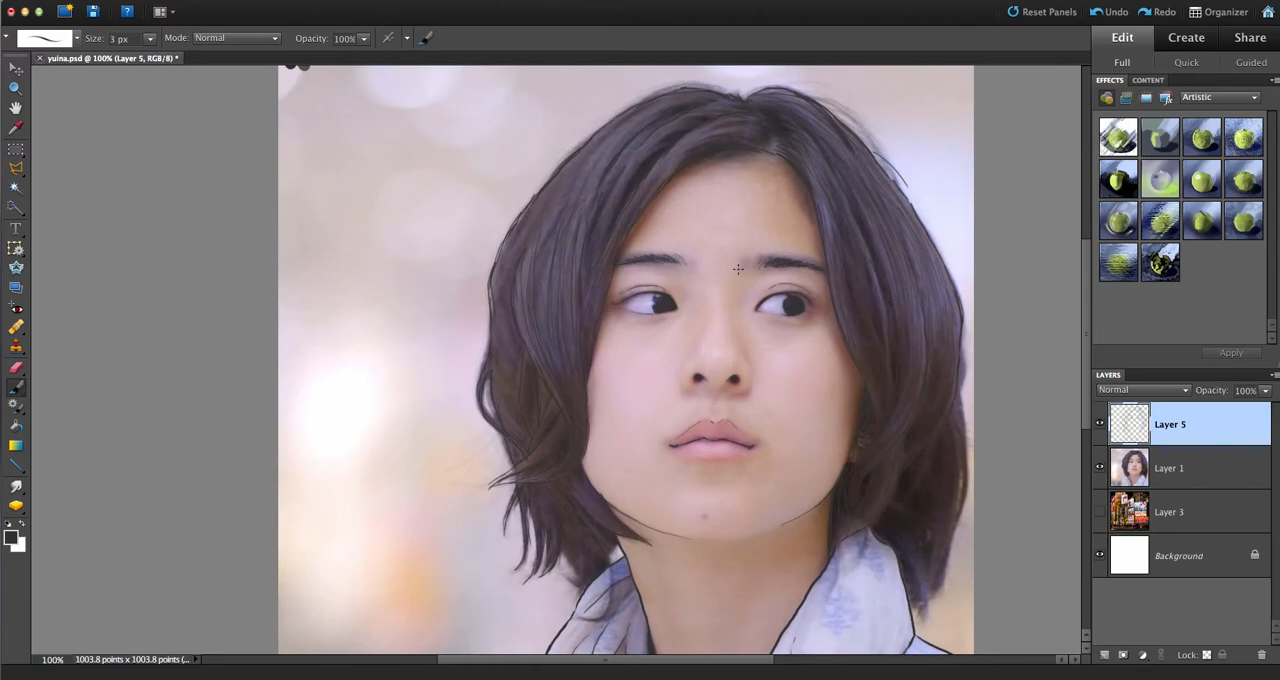 Reset Panels Undo Redo Organizer
Size: 3 px Mode: Normal Opacity: 100% Edit Create Share
× yuina.psd @ 100% (Layer 5, RGB/8) * Full Quick Guided
EFFECTS CONTENT
Artistic
T
Apply
LAYERS
Normal Opacity: 100%
Layer 5
Layer 1
Layer 3
Background
100% 1003.8 points x 1003.8 points (... Lock: